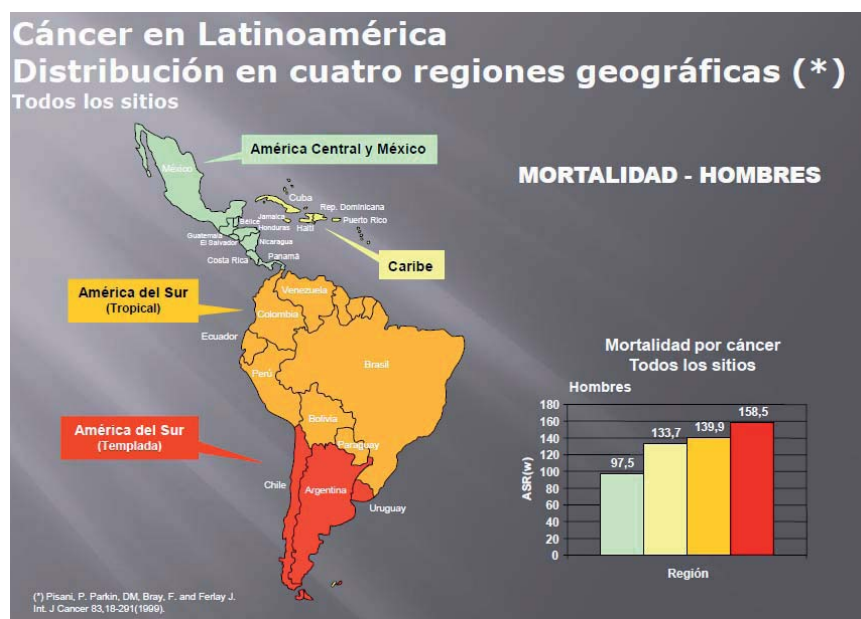 Cáncer en Latinoamérica
Distribución en cuatro regiones geográficas (*)
Todos los sitios
América Central y México
MORTALIDAD - HOMBRES
México
Cuba
Rep. Dominicana
Jamaica
Puerto Rico
Belice
Honduras
Haití
Guatemala
El Salvador
Nicaragua
Costa Rica
Panamá
Caribe
América del Sur
(Tropical)
Venezuela
Colombia
Ecuador
Brasil
Perú
Bolivia
Paraguay
América del Sur
(Templada)
Chile
Argentina
Uruguay
Mortalidad por cáncer
Todos los sitios
Hombres
ASR(w)
180
160
140
120
100
80
60
40
20
0
97,5
133,7
139,9
158,5
Región
(*) Pisani, P. Parkin, DM, Bray, F. and Ferlay J.
Int. J Cancer 83,18-291(1999).